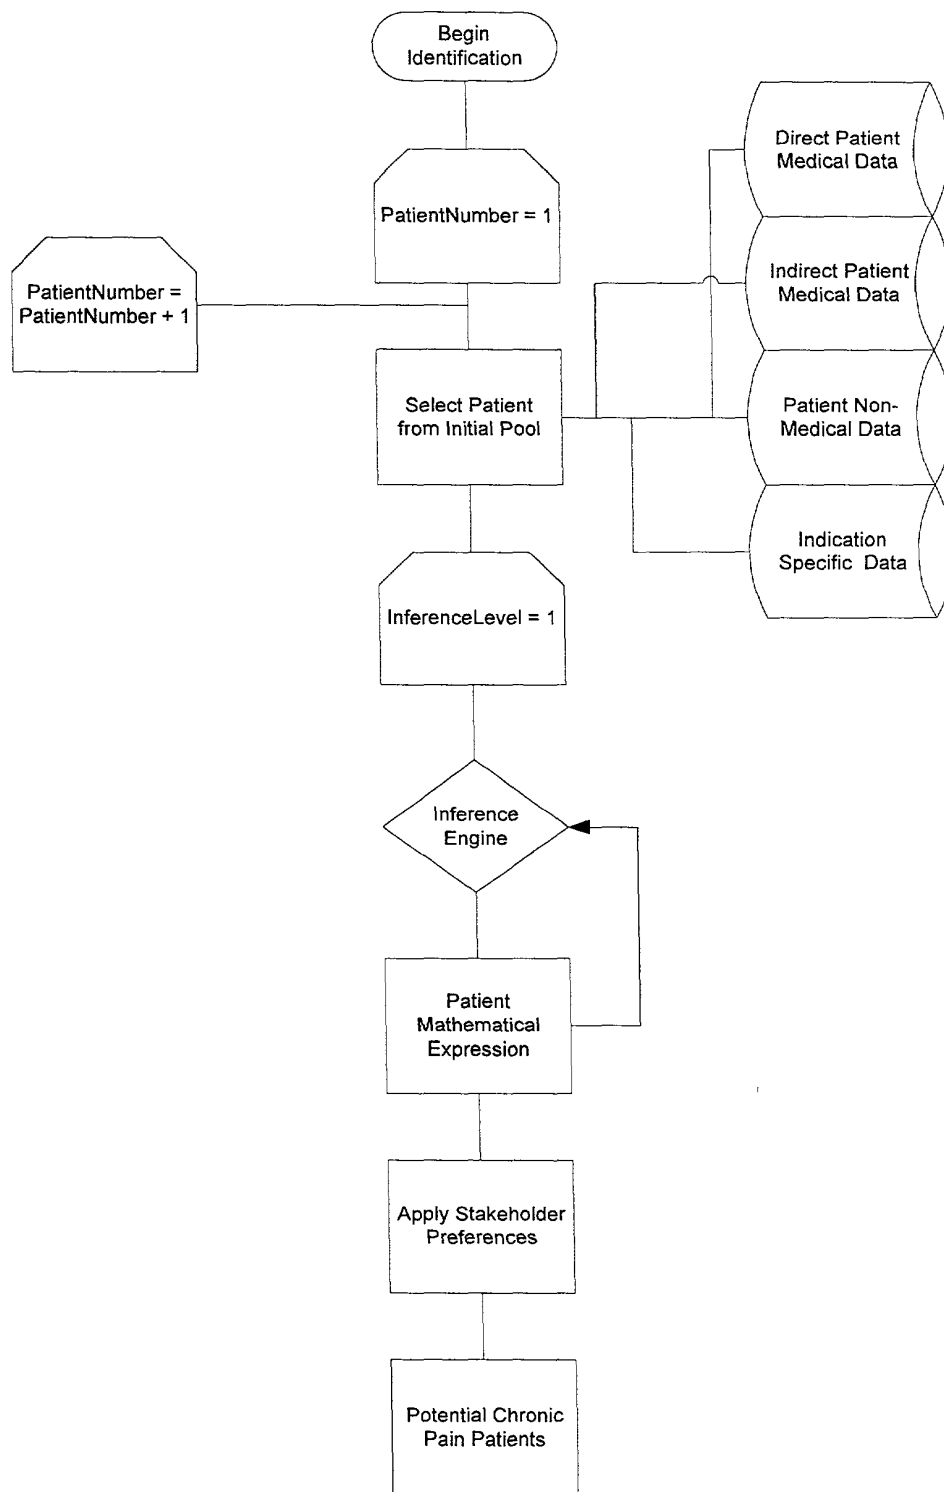 Begin
Identification
PatientNumber = 1
Direct Patient
Medical Data
Indirect Patient
Medical Data
PatientNumber =
PatientNumber + 1
Select Patient
from Initial Pool
Patient Non-
Medical Data
Indication
Specific Data
InferenceLevel = 1
Inference
Engine
Patient
Mathematical
Expression
Apply Stakeholder
Preferences
Potential Chronic
Pain Patients